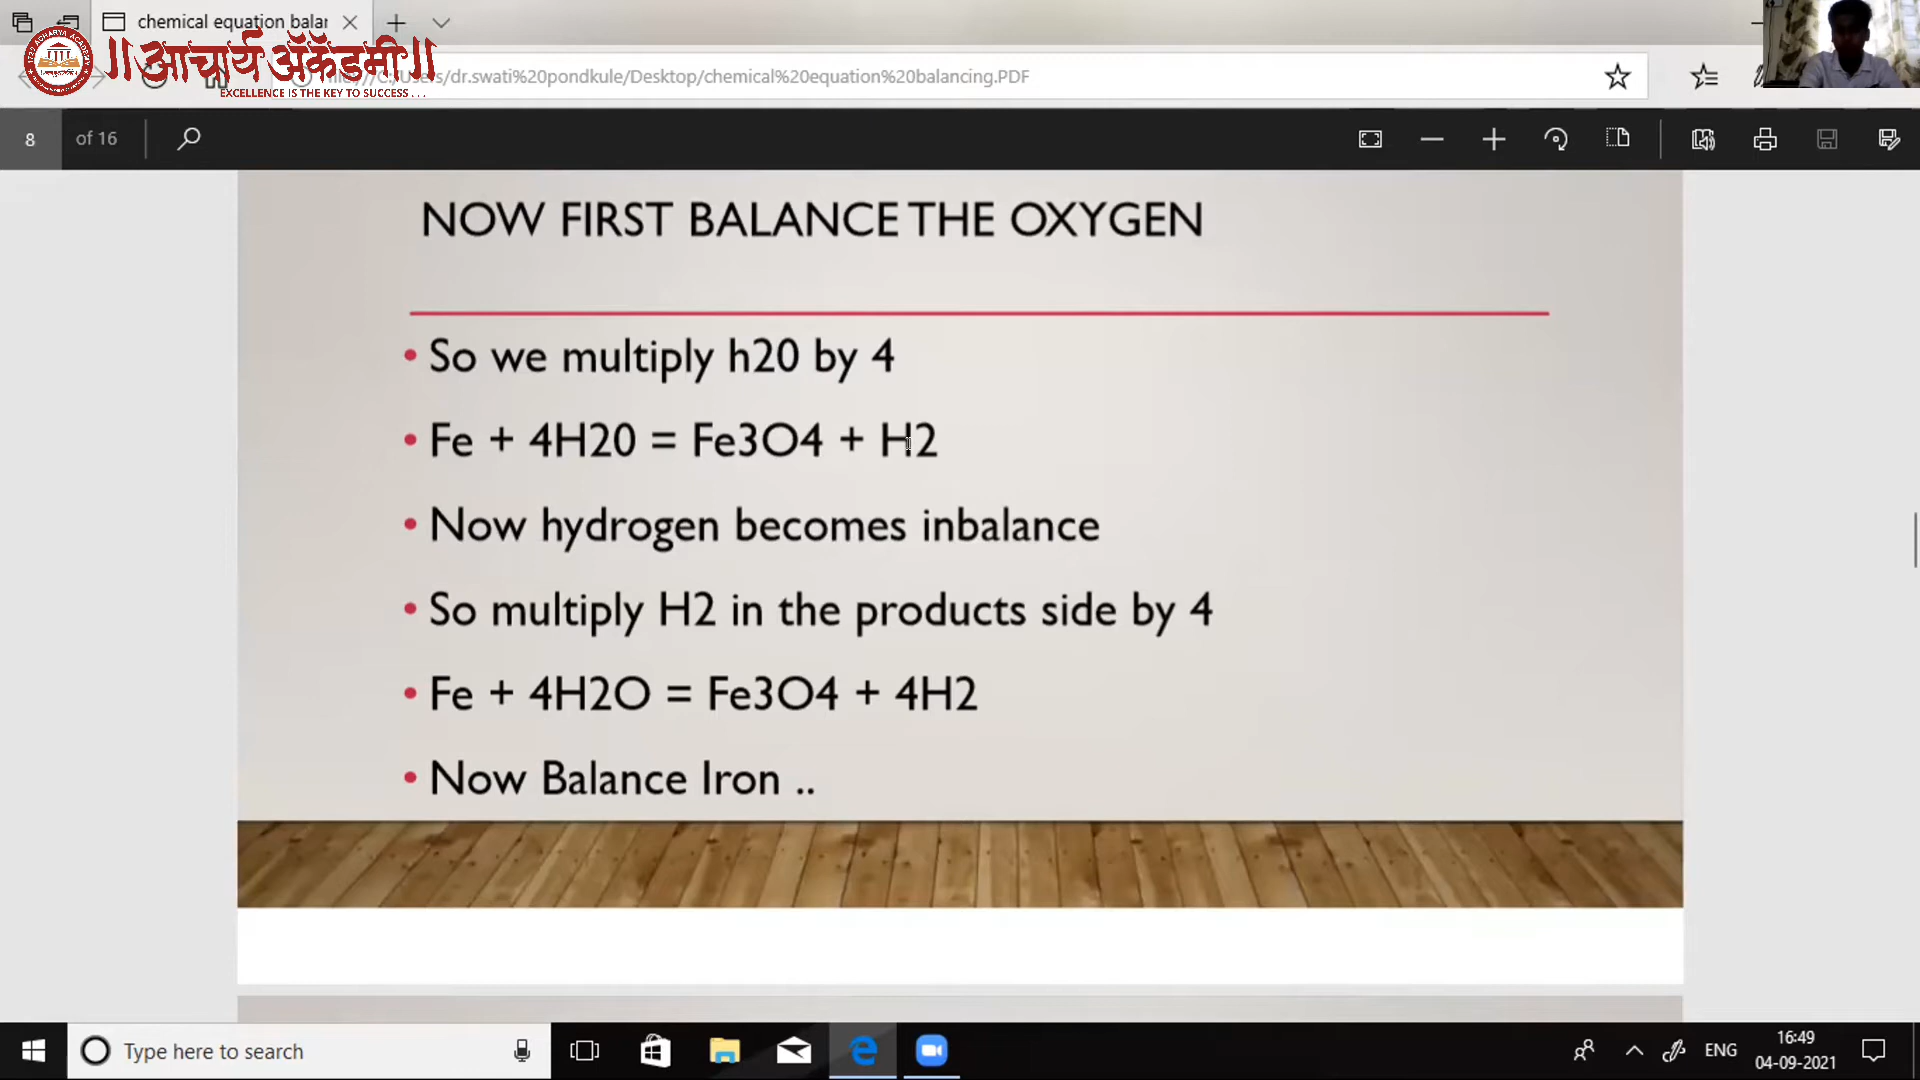 chemical equation balar
।। आचार्य ॲकॅडमी ।।
EXCELLENCE IS THE KEY TO SUCCESS . . .
/C:/Users/dr.swati%20pondkule/Desktop/chemical%20equation%20balancing.PDF
8 of 16
NOW FIRST BALANCE THE OXYGEN
• So we multiply h20 by 4
• Fe + 4H20 = Fe3O4 + H2
• Now hydrogen becomes inbalance
• So multiply H2 in the products side by 4
• Fe + 4H2O = Fe3O4 + 4H2
• Now Balance Iron ..
Type here to search
ENG
16:49
04-09-2021